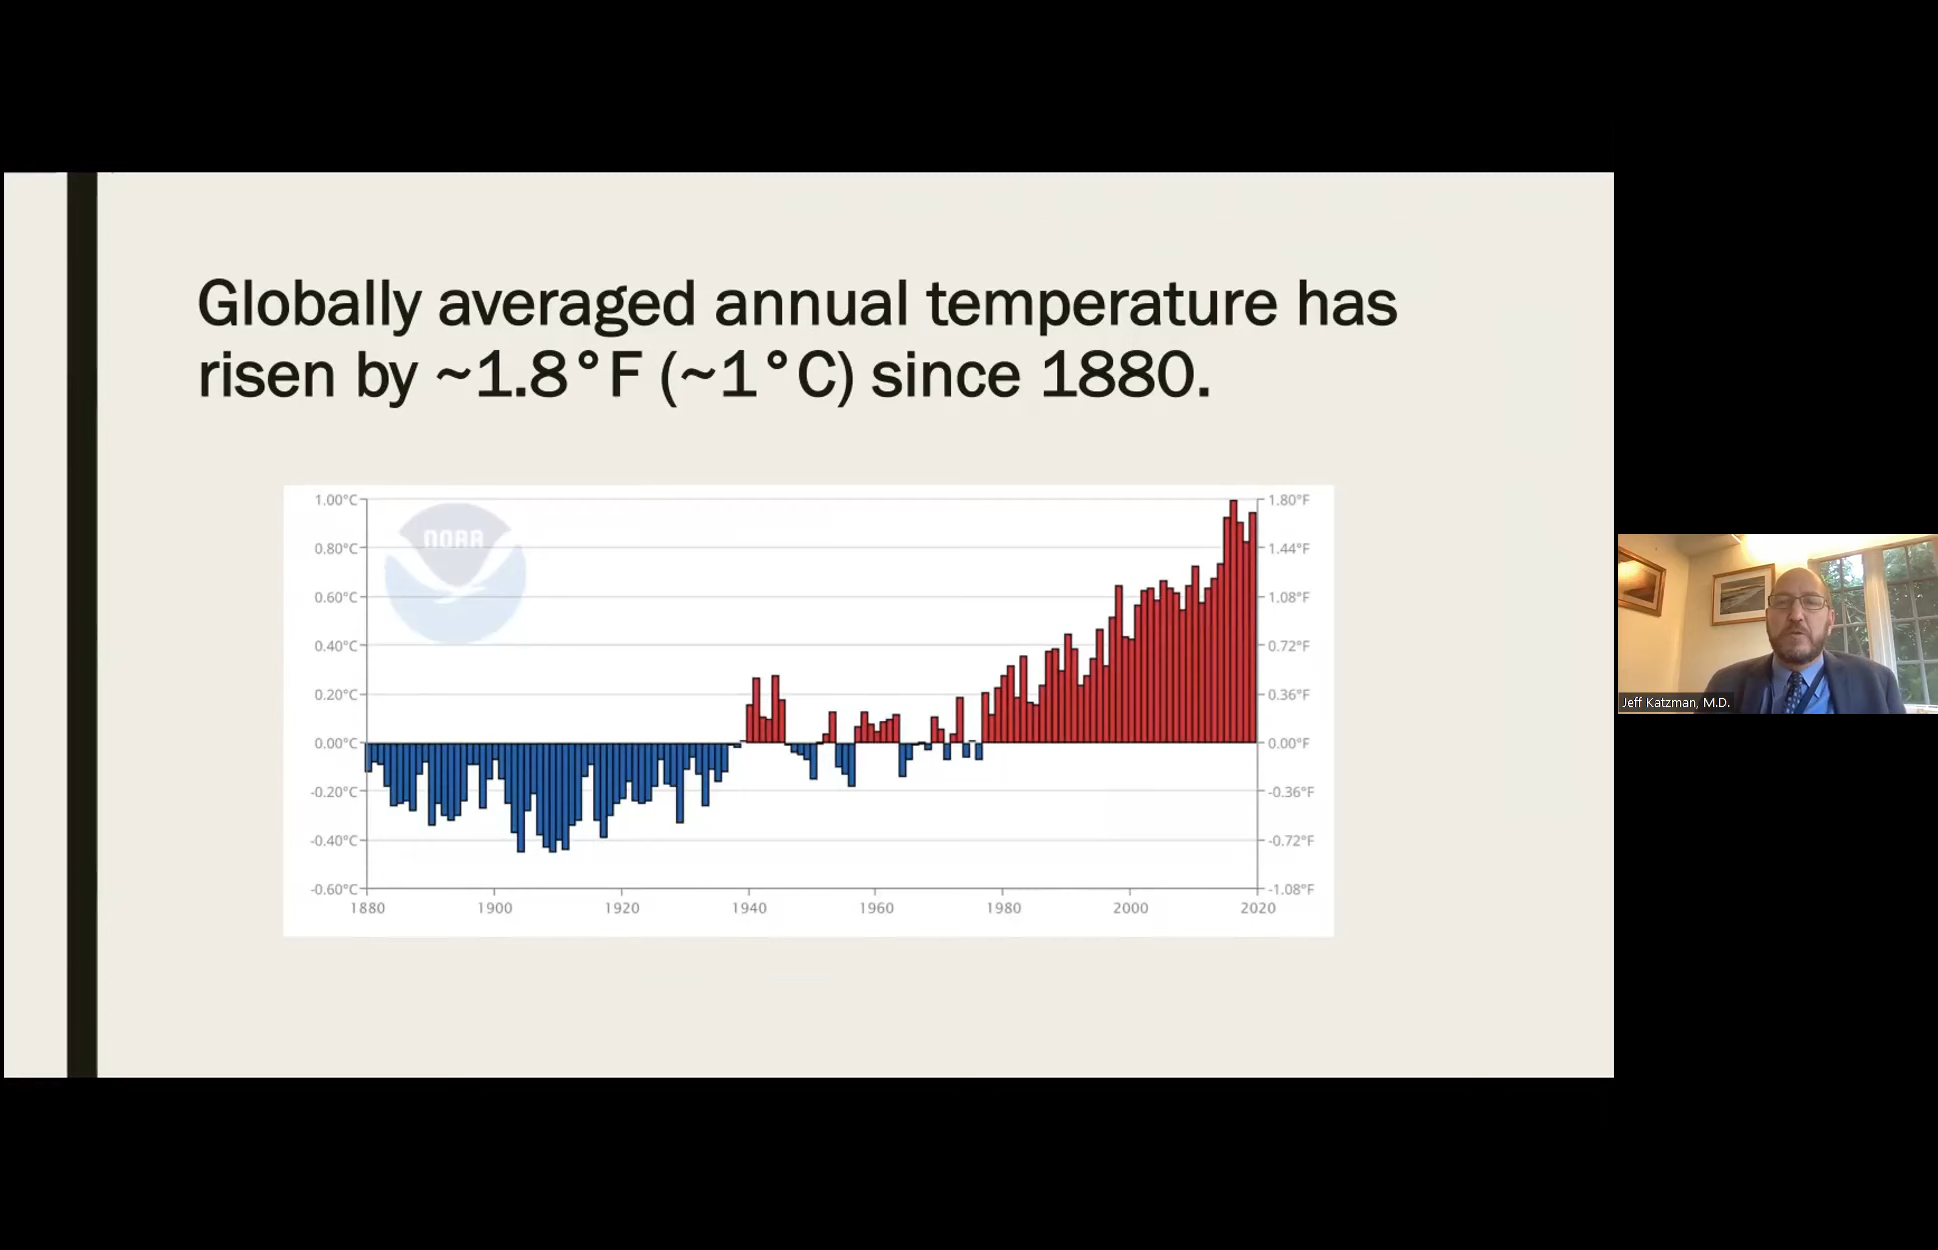 Globally averaged annual temperature has
risen by ~1.8°F (~1°C) since 1880.
NOAA
1.00°C
0.80°C
0.60°C
0.40°C
0.20°C
0.00°C
-0.20°C
-0.40°C
-0.60°C
1.80°F
1.44°F
1.08°F
0.72°F
0.36°F
0.00°F
-0.36°F
-0.72°F
-1.08°F
1880 1900 1920 1940 1960 1980 2000 2020
Jeff Katzman, M.D.